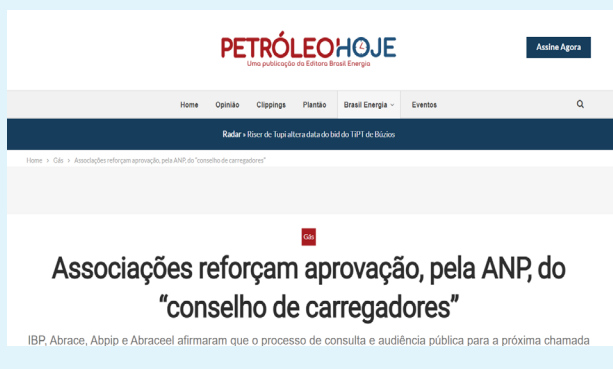 PETRÓLEOHOJE
Uma publicação da Editora Brasil Energia
Assine Agora
Home Opinião Clippings Plantão Brasil Energia Eventos
Radar » Riser de Tupi altera data do bid do TiPT de Búzios
Home > Gás > Associações reforçam aprovação, pela ANP, do “conselho de carregadores”
Gás
Associações reforçam aprovação, pela ANP, do
“conselho de carregadores”
IBP, Abrace, Abpip e Abraceel afirmaram que o processo de consulta e audiência pública para a próxima chamada